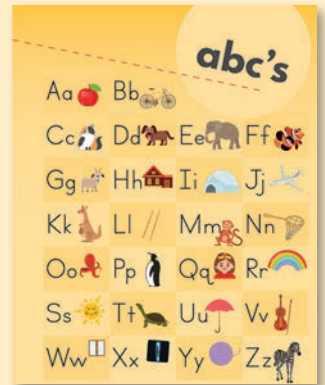 abc's
Aa Bb
Cc Dd Ee Ff
Gg Hh Ii Jj
Kk Ll Mm Nn
Oo Pp Qq Rr
Ss Tt Uu Vv
Ww Xx Yy Zz